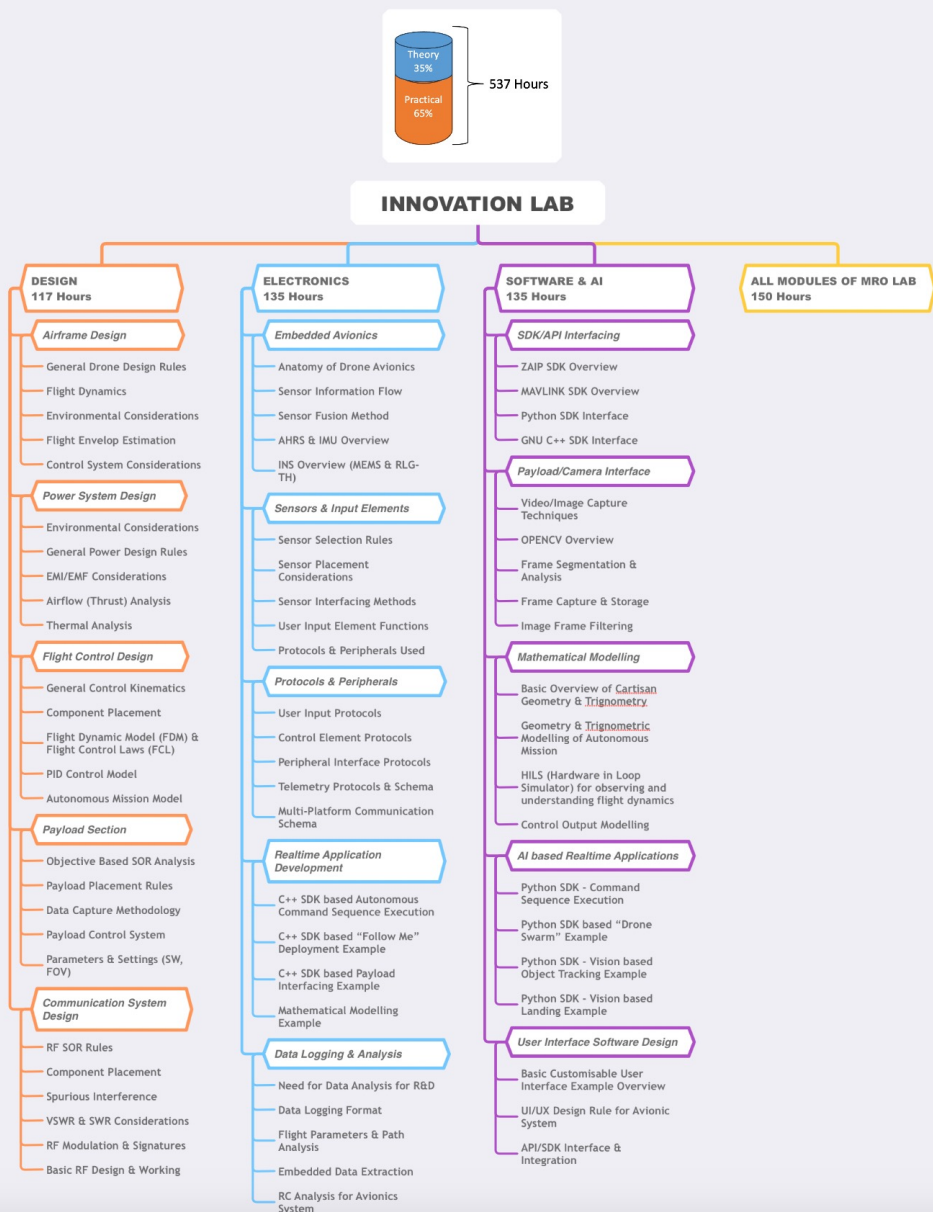 Theory
35%
Practical
65%
537 Hours
INNOVATION LAB
DESIGN
117 Hours
Airframe Design
General Drone Design Rules
Flight Dynamics
Environmental Considerations
Flight Envelop Estimation
Control System Considerations
Power System Design
Environmental Considerations
General Power Design Rules
EMI/EMF Considerations
Airflow (Thrust) Analysis
Thermal Analysis
Flight Control Design
General Control Kinematics
Component Placement
Flight Dynamic Model (FDM) &
Flight Control Laws (FCL)
PID Control Model
Autonomous Mission Model
Payload Section
Objective Based SOR Analysis
Payload Placement Rules
Data Capture Methodology
Payload Control System
Parameters & Settings (SW,
FOV)
Communication System
Design
RF SOR Rules
Component Placement
Spurious Interference
VSWR & SWR Considerations
RF Modulation & Signatures
Basic RF Design & Working
ELECTRONICS
135 Hours
Embedded Avionics
Anatomy of Drone Avionics
Sensor Information Flow
Sensor Fusion Method
AHRS & IMU Overview
INS Overview (MEMS & RLG-
TH)
Sensors & Input Elements
Sensor Selection Rules
Sensor Placement
Considerations
Sensor Interfacing Methods
User Input Element Functions
Protocols & Peripherals Used
Protocols & Peripherals
User Input Protocols
Control Element Protocols
Peripheral Interface Protocols
Telemetry Protocols & Schema
Multi-Platform Communication
Schema
Realtime Application
Development
C++ SDK based Autonomous
Command Sequence Execution
C++ SDK based “Follow Me”
Deployment Example
C++ SDK based Payload
Interfacing Example
Mathematical Modelling
Example
Data Logging & Analysis
Need for Data Analysis for R&D
Data Logging Format
Flight Parameters & Path
Analysis
Embedded Data Extraction
RC Analysis for Avionics
System
SOFTWARE & AI
135 Hours
SDK/API Interfacing
ZAIP SDK Overview
MAVLINK SDK Overview
Python SDK Interface
GNU C++ SDK Interface
Payload/Camera Interface
Video/Image Capture
Techniques
OPENCV Overview
Frame Segmentation &
Analysis
Frame Capture & Storage
Image Frame Filtering
Mathematical Modelling
Basic Overview of Cartisan
Geometry & Trignometry
Geometry & Trignometric
Modelling of Autonomous
Mission
HILS (Hardware in Loop
Simulator) for observing and
understanding flight dynamics
Control Output Modelling
AI based Realtime Applications
Python SDK - Command
Sequence Execution
Python SDK based “Drone
Swarm” Example
Python SDK - Vision based
Object Tracking Example
Python SDK - Vision based
Landing Example
User Interface Software Design
Basic Customisable User
Interface Example Overview
UI/UX Design Rule for Avionic
System
API/SDK Interface &
Integration
ALL MODULES OF MRO LAB
150 Hours